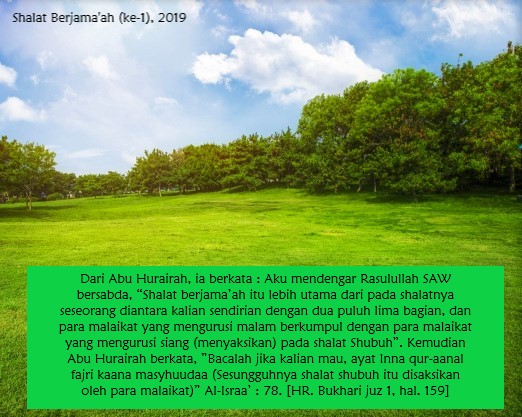 Shalat Berjama'ah (ke-1), 2019
Dari Abu Hurairah, ia berkata : Aku mendengar Rasulullah SAW
bersabda, "Shalat berjama'ah itu lebih utama dari pada shalatnya
seseorang diantara kalian sendirian dengan dua puluh lima bagian, dan
para malaikat yang mengurusi malam berkumpul dengan para malaikat
yang mengurusi siang (menyaksikan) pada shalat Shubuh". Kemudian
Abu Hurairah berkata, "Bacalah jika kalian mau, ayat Inna qur-aanal
fajri kaana masyhuudaa (Sesungguhnya shalat shubuh itu disaksikan
oleh para malaikat)" Al-Israa' : 78. [HR. Bukhari juz 1, hal. 159]